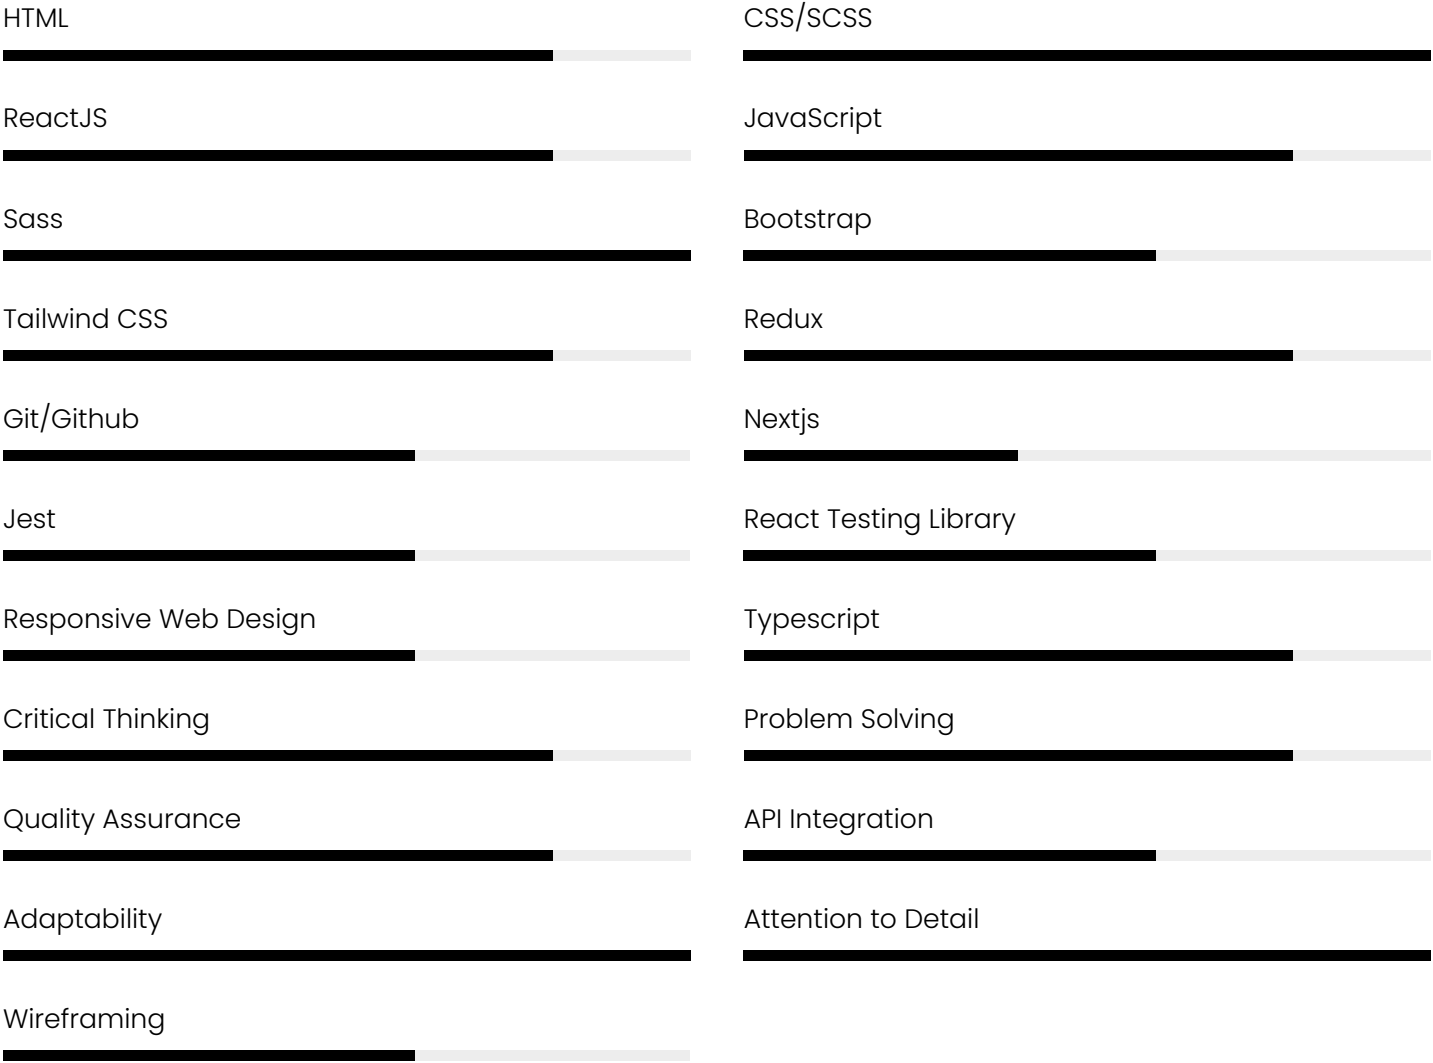 HTML
CSS/SCSS
ReactJS
JavaScript
Sass
Bootstrap
Tailwind CSS
Redux
Git/Github
Nextjs
Jest
React Testing Library
Responsive Web Design
Typescript
Critical Thinking
Problem Solving
Quality Assurance
API Integration
Adaptability
Attention to Detail
Wireframing